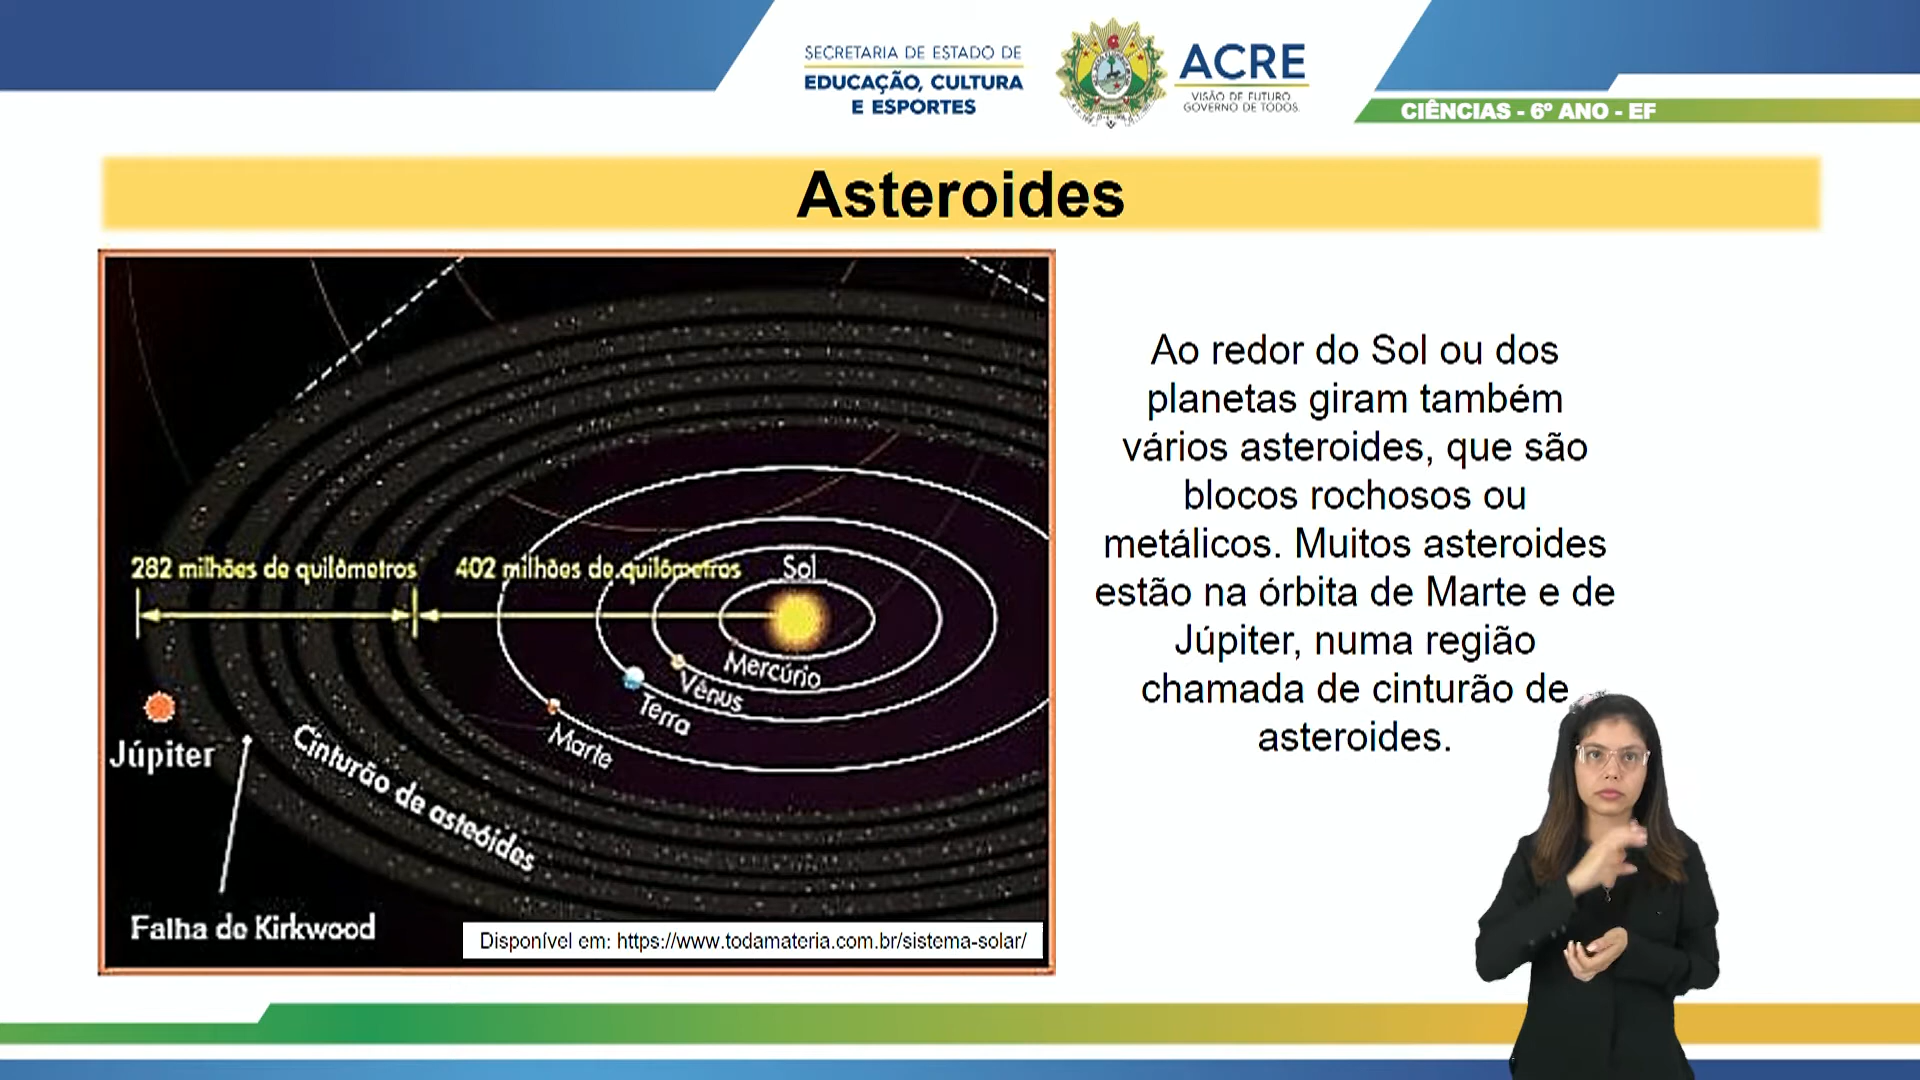 SECRETARIA DE ESTADO DE
EDUCAÇÃO, CULTURA
E ESPORTES
ACRE
VISÃO DE FUTURO
GOVERNO DE TODOS.
CIÊNCIAS - 6º ANO - EF
Asteroides
282 milhões de quilômetros
402 milhões de quilômetros
Sol
Mercúrio
Vênus
Terra
Marte
Júpiter
Cinturão de asteóides
Falha de Kirkwood
Disponível em: https://www.todamateria.com.br/sistema-solar/
Ao redor do Sol ou dos
planetas giram também
vários asteroides, que são
blocos rochosos ou
metálicos. Muitos asteroides
estão na órbita de Marte e de
Júpiter, numa região
chamada de cinturão de
asteroides.